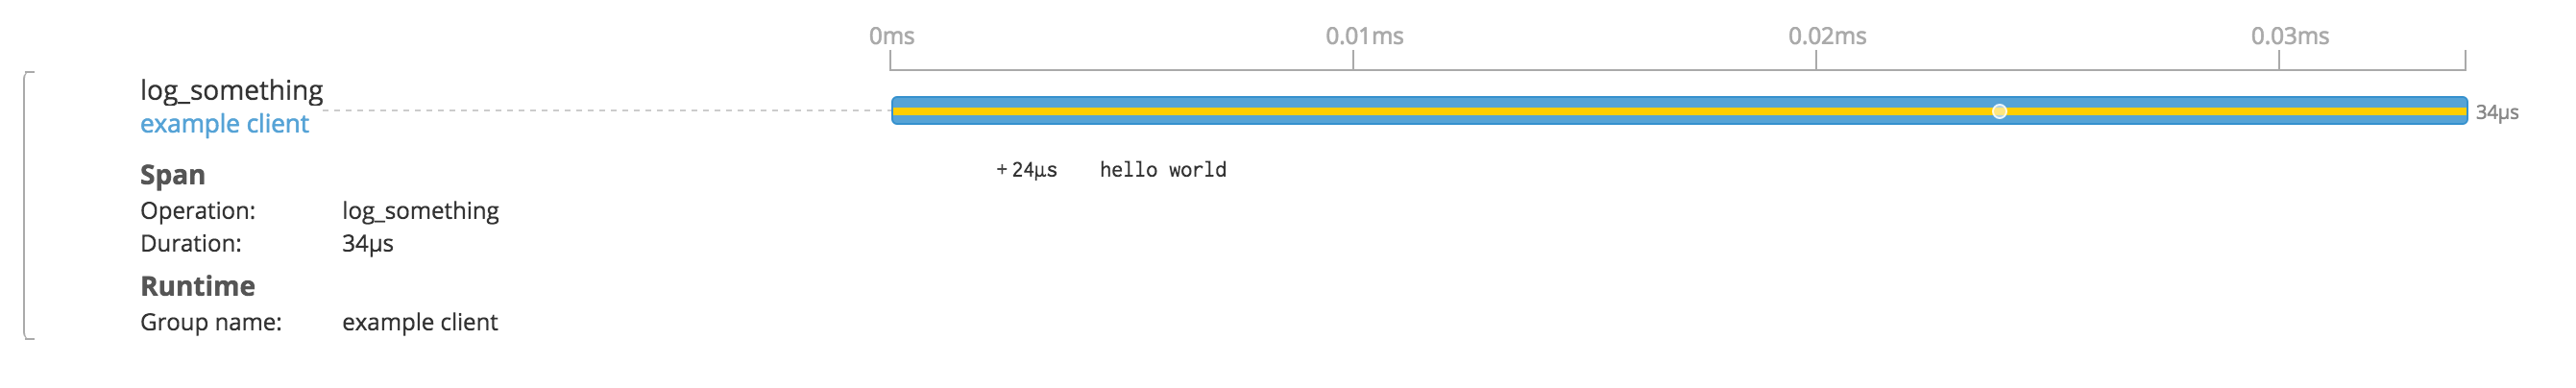 0ms 0.01ms 0.02ms 0.03ms
log_something
example client
34µs
+24µs hello world
Span
Operation: log_something
Duration: 34µs
Runtime
Group name: example client